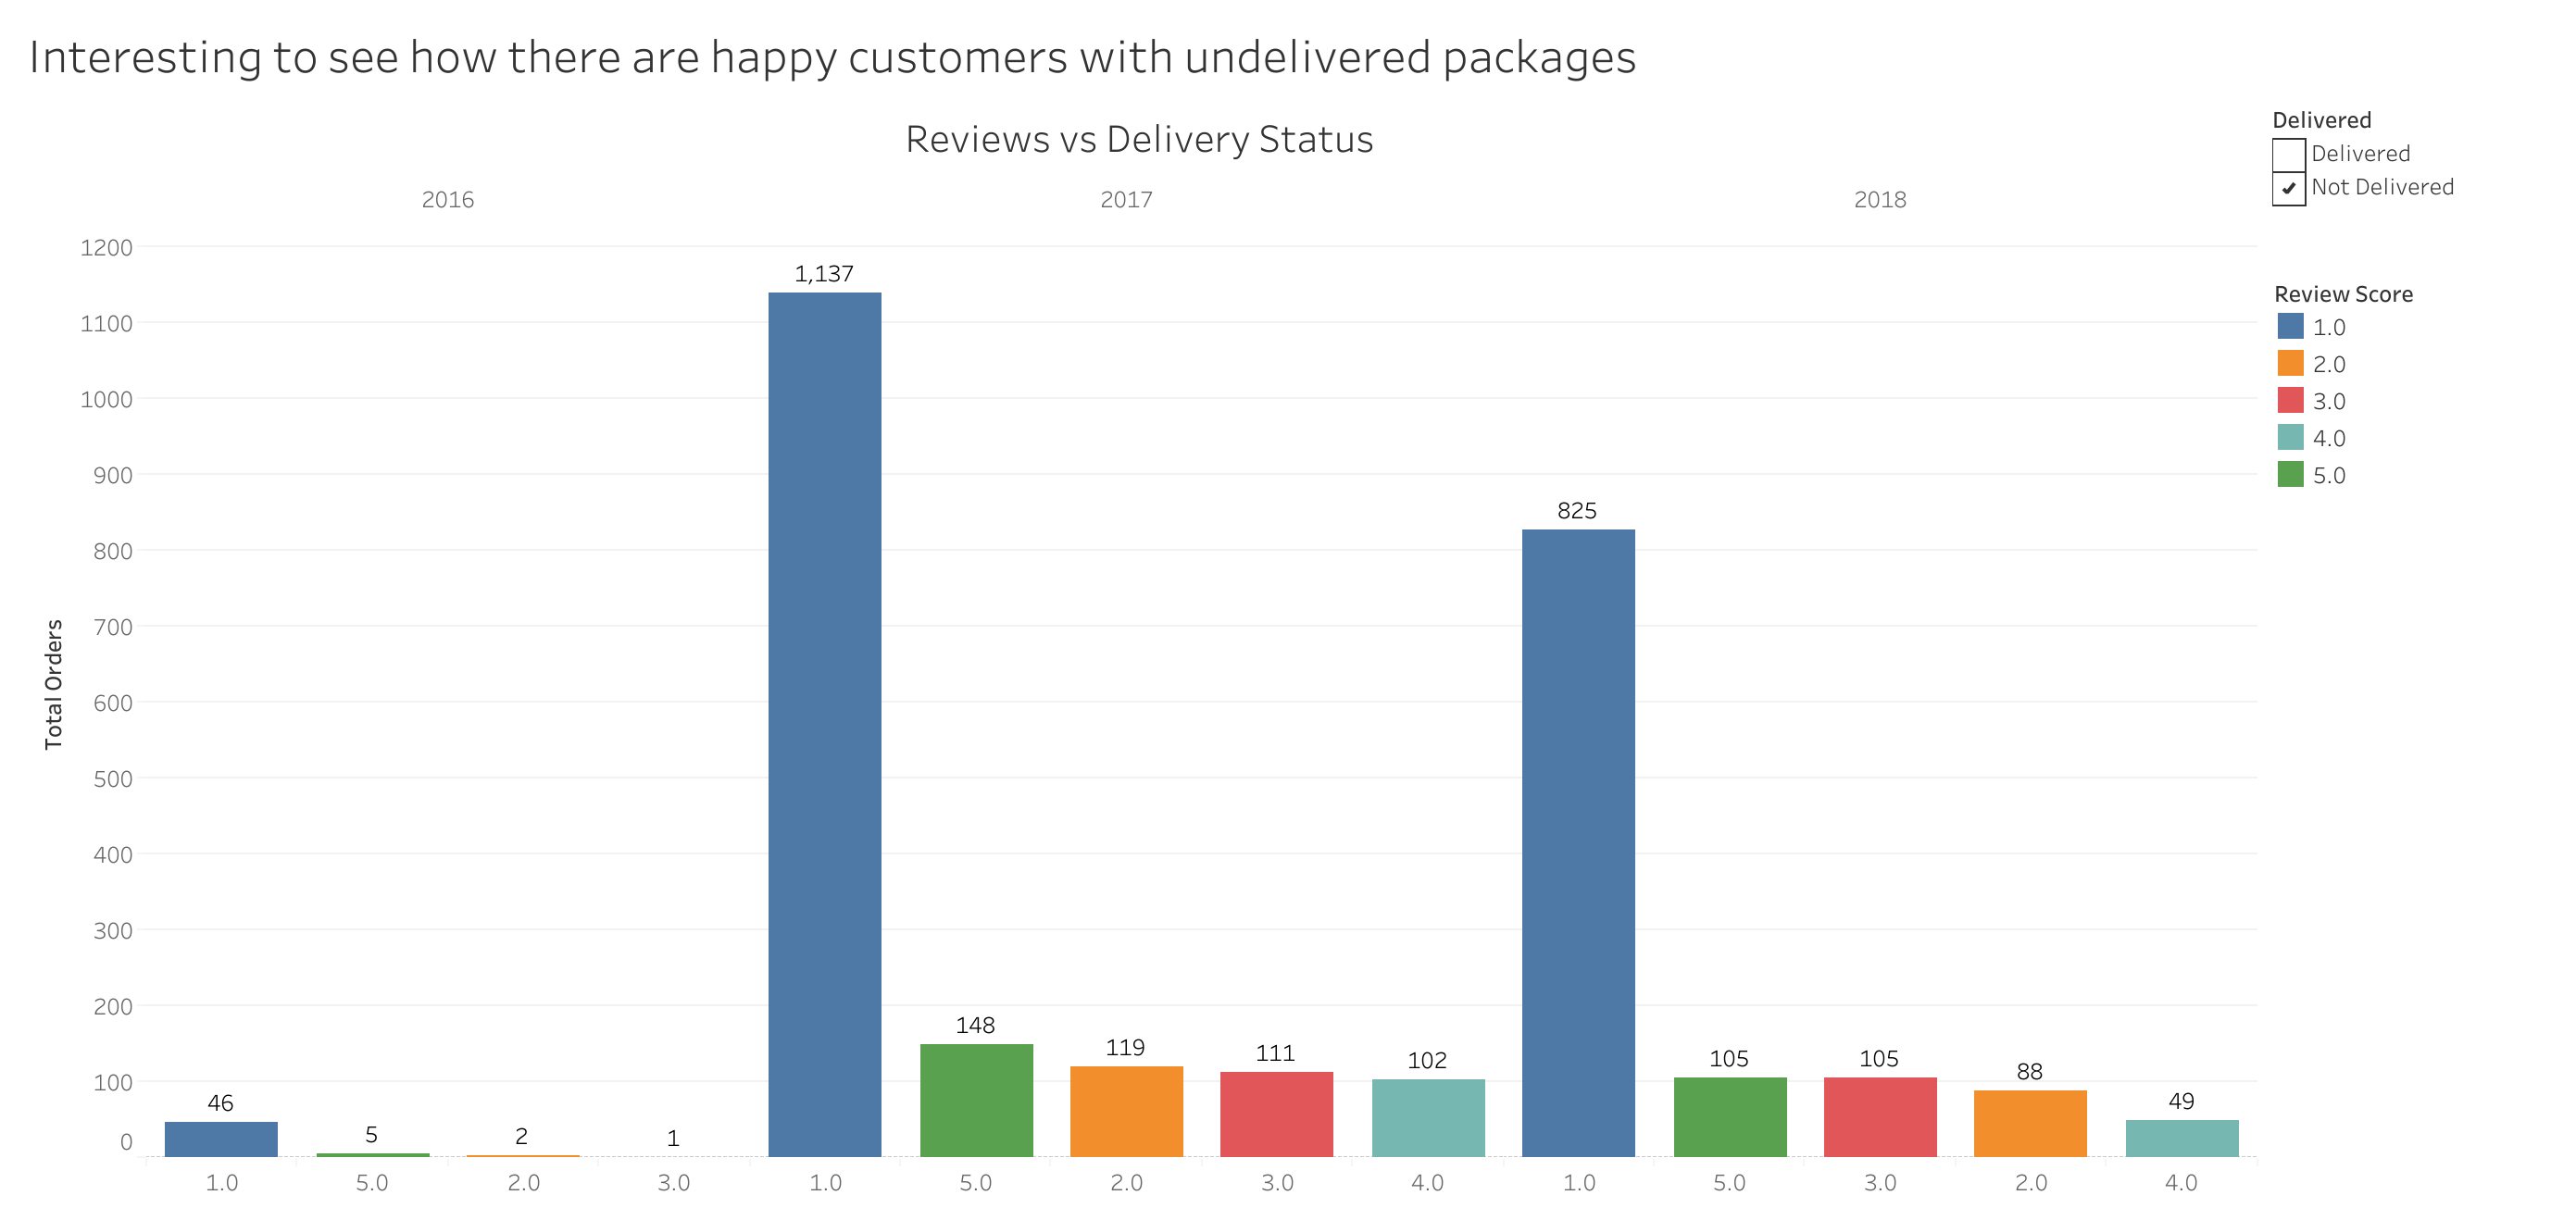 Interesting to see how there are happy customers with undelivered packages
Reviews vs Delivery Status
2016 2017 2018
Total Orders
1200
1100
1000
900
800
700
600
500
400
300
200
100
0
46 5 2 1 1,137 148 119 111 102 825 105 105 88 49
1.0 5.0 2.0 3.0 1.0 5.0 2.0 3.0 4.0 1.0 5.0 3.0 2.0 4.0
Delivered
Delivered
Not Delivered
Review Score
1.0
2.0
3.0
4.0
5.0